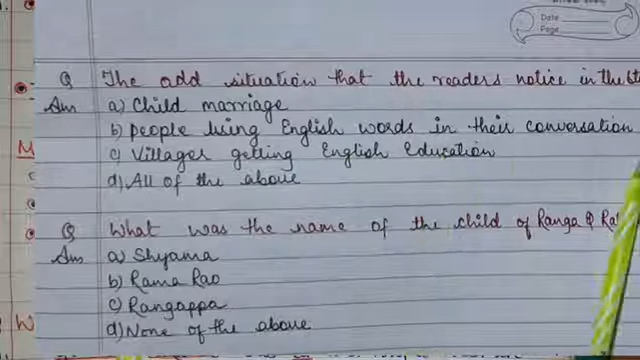 Date
Page
Q The odd situation that the readers notice in the
Ans a) Child marriage
b) people using English words in their conversation
c) Villager getting English Education
d) All of the above
Q What was the name of the child of Ranga &
Ans a) Shyama
b) Rama Rao
c) Rangappa
d) None of the above